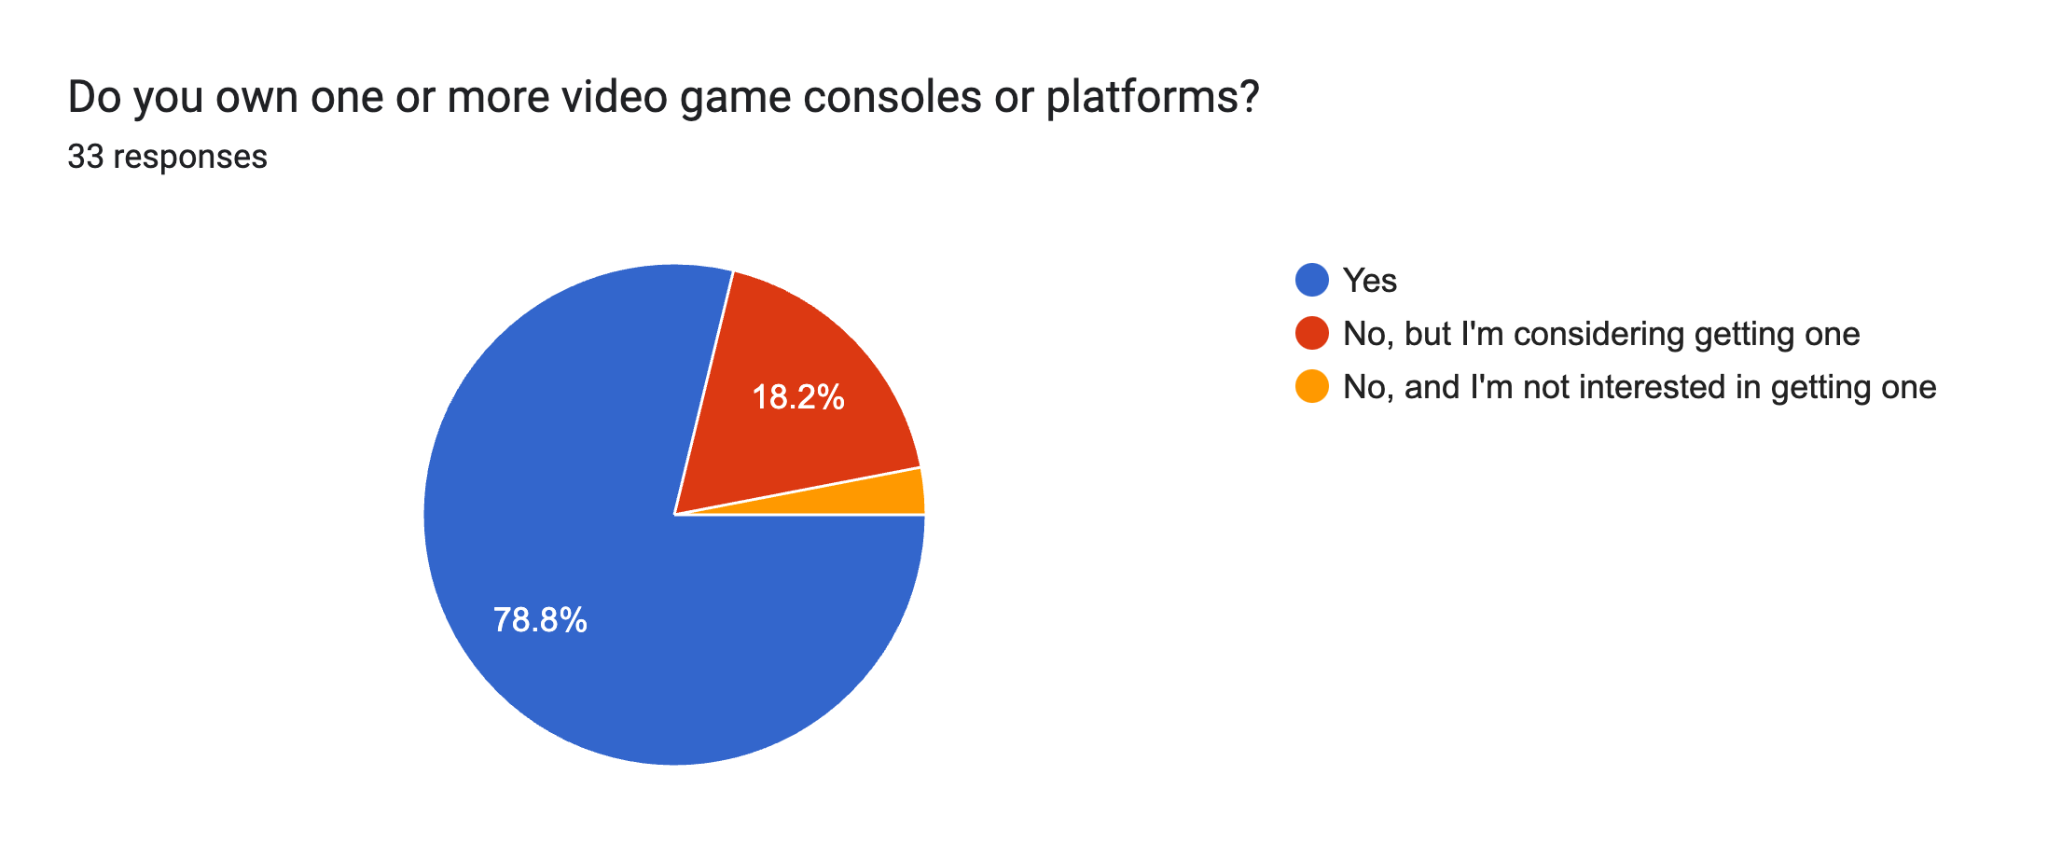 Do you own one or more video game consoles or platforms?
33 responses
Yes
No, but I'm considering getting one
No, and I'm not interested in getting one
18.2%
78.8%